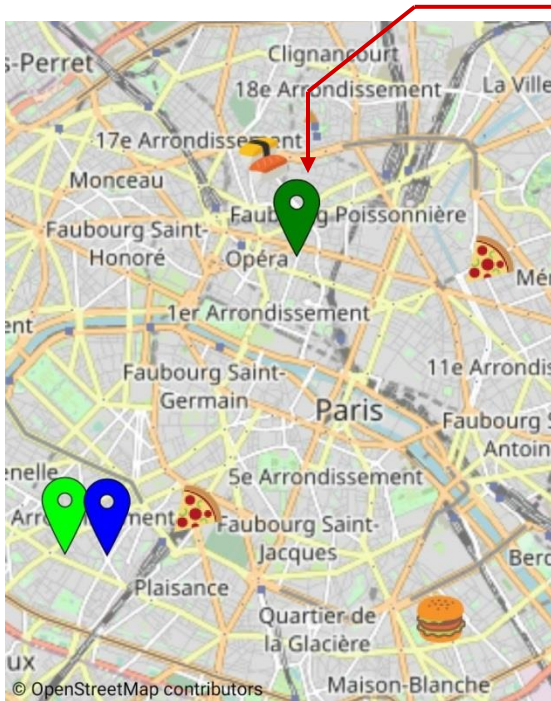 s-Perret
Clignancourt
18e Arrondissement
La Ville
17e Arrondissement
Monceau
Faubourg Poissonnière
Faubourg Saint-
Honoré
Opéra
Mén
1er Arrondissement
ent
11e Arrondis
Faubourg Saint-
Germain
Paris
Faubourg S
Antoin
enelle
5e Arrondissement
Arrondissement
Faubourg Saint-
Jacques
Berc
Plaisance
Quartier de
la Glacière
ux
Maison-Blanche
© OpenStreetMap contributors